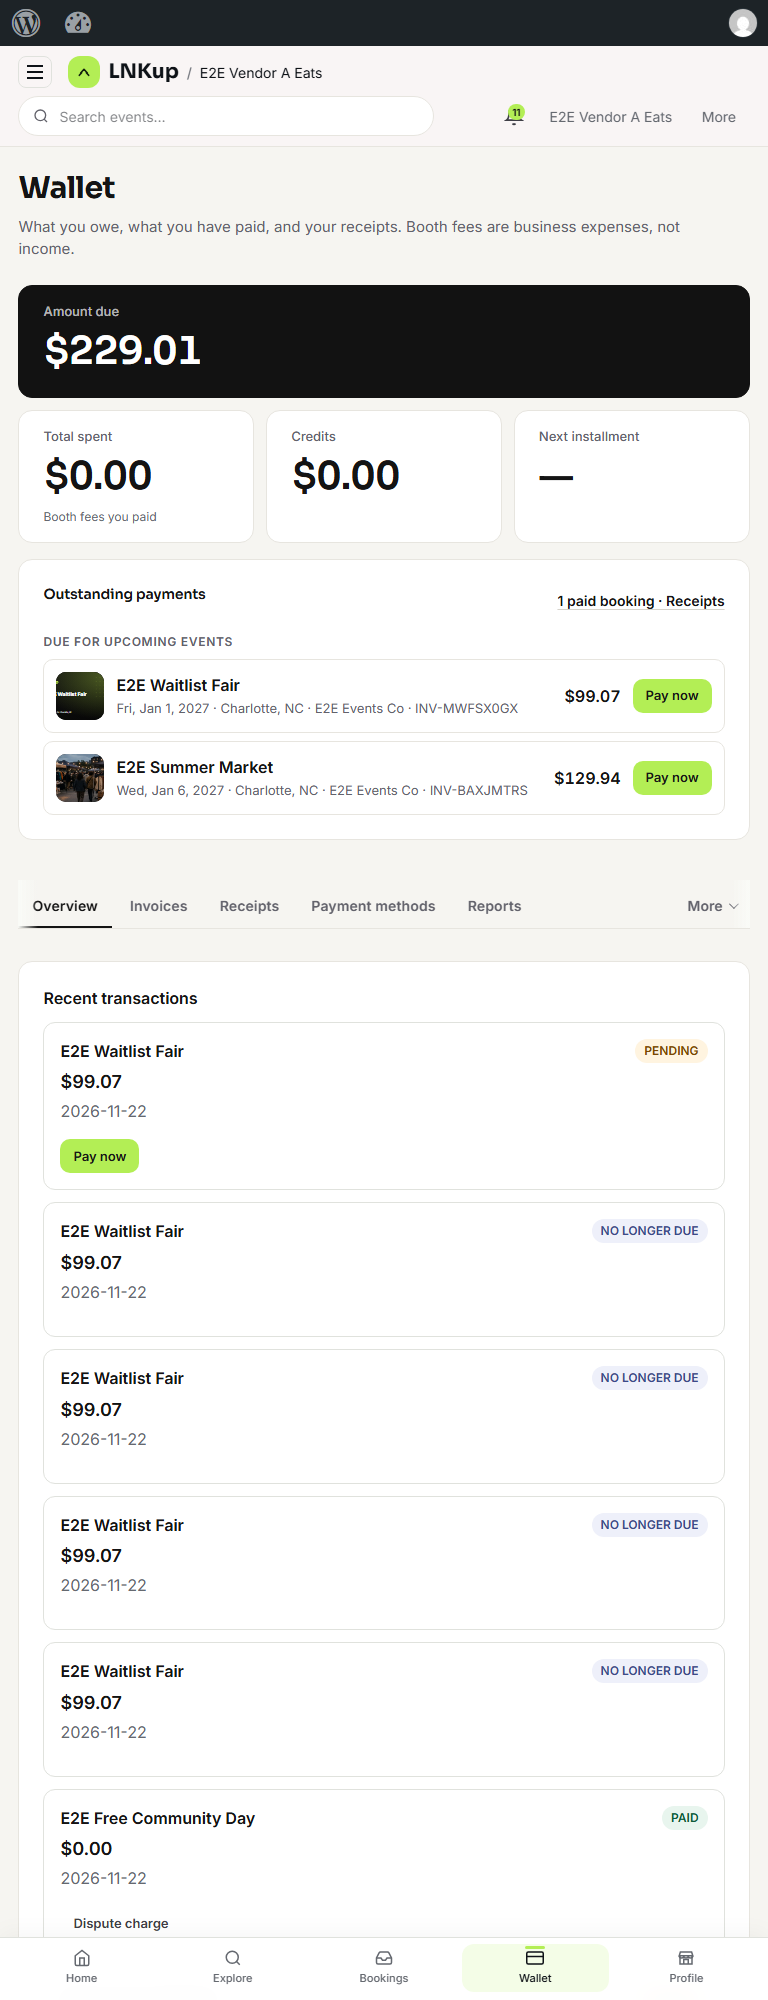 LNKup / E2E Vendor A Eats
Search events...
11
E2E Vendor A Eats
More
Wallet
What you owe, what you have paid, and your receipts. Booth fees are business expenses, not
income.
Amount due
$229.01
Total spent
$0.00
Booth fees you paid
Credits
$0.00
Next installment
—
Outstanding payments
1 paid booking · Receipts
DUE FOR UPCOMING EVENTS
Waitlist Fair
E2E Waitlist Fair
Fri, Jan 1, 2027 · Charlotte, NC · E2E Events Co · INV-MWFSX0GX
$99.07
Pay now
E2E Summer Market
Wed, Jan 6, 2027 · Charlotte, NC · E2E Events Co · INV-BAXJMTRS
$129.94
Pay now
Overview
Invoices
Receipts
Payment methods
Reports
More
Recent transactions
E2E Waitlist Fair
PENDING
$99.07
2026-11-22
Pay now
E2E Waitlist Fair
NO LONGER DUE
$99.07
2026-11-22
E2E Waitlist Fair
NO LONGER DUE
$99.07
2026-11-22
E2E Waitlist Fair
NO LONGER DUE
$99.07
2026-11-22
E2E Waitlist Fair
NO LONGER DUE
$99.07
2026-11-22
E2E Free Community Day
PAID
$0.00
2026-11-22
Dispute charge
Home
Explore
Bookings
Wallet
Profile